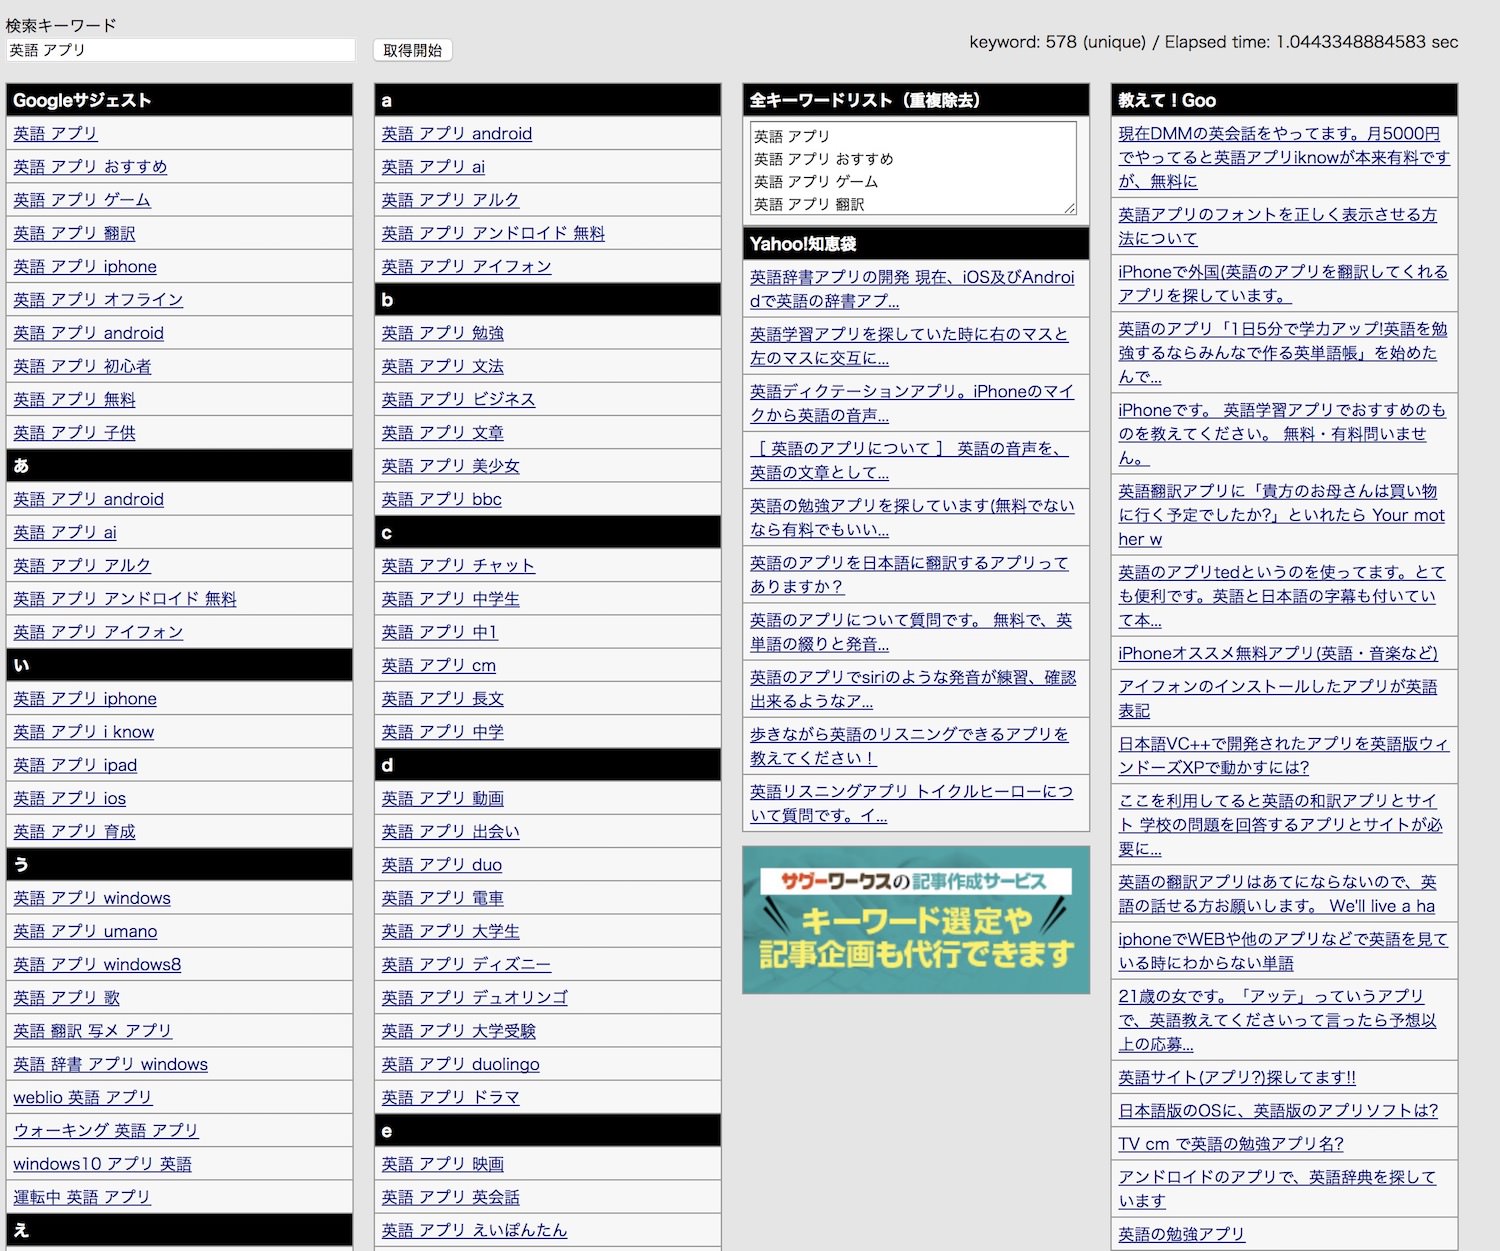 検索キーワード
英語 アプリ
取得開始
keyword: 578 (unique) / Elapsed time: 1.0443348884583 sec
Googleサジェスト
英語 アプリ
英語 アプリ おすすめ
英語 アプリ ゲーム
英語 アプリ 翻訳
英語 アプリ iphone
英語 アプリ オフライン
英語 アプリ android
英語 アプリ 初心者
英語 アプリ 無料
英語 アプリ 子供
あ
英語 アプリ android
英語 アプリ ai
英語 アプリ アルク
英語 アプリ アンドロイド 無料
英語 アプリ アイフォン
い
英語 アプリ iphone
英語 アプリ i know
英語 アプリ ipad
英語 アプリ ios
英語 アプリ 育成
う
英語 アプリ windows
英語 アプリ umano
英語 アプリ windows8
英語 アプリ 歌
英語 翻訳 写メ アプリ
英語 辞書 アプリ windows
weblio 英語 アプリ
ウォーキング 英語 アプリ
windows10 アプリ 英語
運転中 英語 アプリ
え
a
英語 アプリ android
英語 アプリ ai
英語 アプリ アルク
英語 アプリ アンドロイド 無料
英語 アプリ アイフォン
b
英語 アプリ 勉強
英語 アプリ 文法
英語 アプリ ビジネス
英語 アプリ 文章
英語 アプリ 美少女
英語 アプリ bbc
c
英語 アプリ チャット
英語 アプリ 中学生
英語 アプリ 中1
英語 アプリ cm
英語 アプリ 長文
英語 アプリ 中学
d
英語 アプリ 動画
英語 アプリ 出会い
英語 アプリ duo
英語 アプリ 電車
英語 アプリ 大学生
英語 アプリ ディズニー
英語 アプリ デュオリンゴ
英語 アプリ 大学受験
英語 アプリ duolingo
英語 アプリ ドラマ
e
英語 アプリ 映画
英語 アプリ 英会話
英語 アプリ えいぽんたん
全キーワードリスト（重複除去）
英語 アプリ
英語 アプリ おすすめ
英語 アプリ ゲーム
英語 アプリ 翻訳
Yahoo!知恵袋
英語辞書アプリの開発 現在、iOS及びAndroi
dで英語の辞書アプ...
英語学習アプリを探していた時に右のマスと
左のマスに交互に...
英語ディクテーションアプリ。iPhoneのマイ
クから英語の音声...
［ 英語のアプリについて ］ 英語の音声を、
英語の文章として...
英語の勉強アプリを探しています(無料でない
なら有料でもいい...
英語のアプリを日本語に翻訳するアプリって
ありますか？
英語のアプリについて質問です。 無料で、英
単語の綴りと発音...
英語のアプリでsiriのような発音が練習、確認
出来るようなア...
歩きながら英語のリスニングできるアプリを
教えてください！
英語リスニングアプリ トイクルヒーローにつ
いて質問です。イ...
サグーワークスの記事作成サービス
キーワード選定や
記事企画も代行できます
教えて！Goo
現在DMMの英会話をやってます。月5000円
でやってると英語アプリiknowが本来有料です
が、無料に
英語アプリのフォントを正しく表示させる方
法について
iPhoneで外国(英語のアプリを翻訳してくれる
アプリを探しています。
英語のアプリ「1日5分で学力アップ!英語を勉
強するならみんなで作る英単語帳」を始めた
んで...
iPhoneです。 英語学習アプリでおすすめのも
のを教えてください。 無料・有料問いませ
ん。
英語翻訳アプリに「貴方のお母さんは買い物
に行く予定でしたか?」といれたら Your mot
her w
英語のアプリtedというのを使ってます。とて
も便利です。英語と日本語の字幕も付いてい
て本...
iPhoneオススメ無料アプリ(英語・音楽など)
アイフォンのインストールしたアプリが英語
表記
日本語VC++で開発されたアプリを英語版ウィ
ンドーズXPで動かすには?
ここを利用してると英語の和訳アプリとサイ
ト 学校の問題を回答するアプリとサイトが必
要に...
英語の翻訳アプリはあてにならないので、英
語の話せる方お願いします。 We'll live a ha
iphoneでWEBや他のアプリなどで英語を見て
いる時にわからない単語
21歳の女です。「アッテ」っていうアプリ
で、英語教えてくださいって言ったら予想以
上の応募...
英語サイト(アプリ?)探してます!!
日本語版のOSに、英語版のアプリソフトは?
TV cm で英語の勉強アプリ名?
アンドロイドのアプリで、英語辞典を探して
います
英語の勉強アプリ